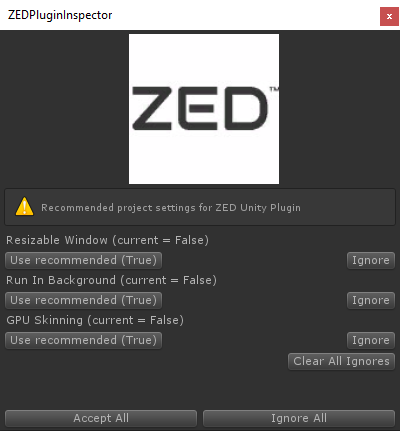 ZEDPluginInspector
x
ZED™
Recommended project settings for ZED Unity Plugin
Resizable Window (current = False)
Use recommended (True) Ignore
Run In Background (current = False)
Use recommended (True) Ignore
GPU Skinning (current = False)
Use recommended (True) Ignore
Clear All Ignores
Accept All Ignore All